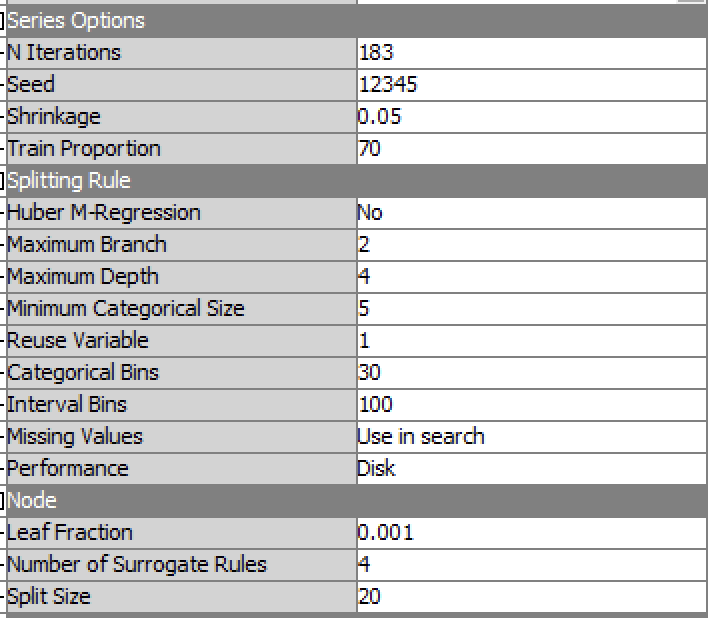 Series Options
N Iterations 183
Seed 12345
Shrinkage 0.05
Train Proportion 70
Splitting Rule
Huber M-Regression No
Maximum Branch 2
Maximum Depth 4
Minimum Categorical Size 5
Reuse Variable 1
Categorical Bins 30
Interval Bins 100
Missing Values Use in search
Performance Disk
Node
Leaf Fraction 0.001
Number of Surrogate Rules 4
Split Size 20